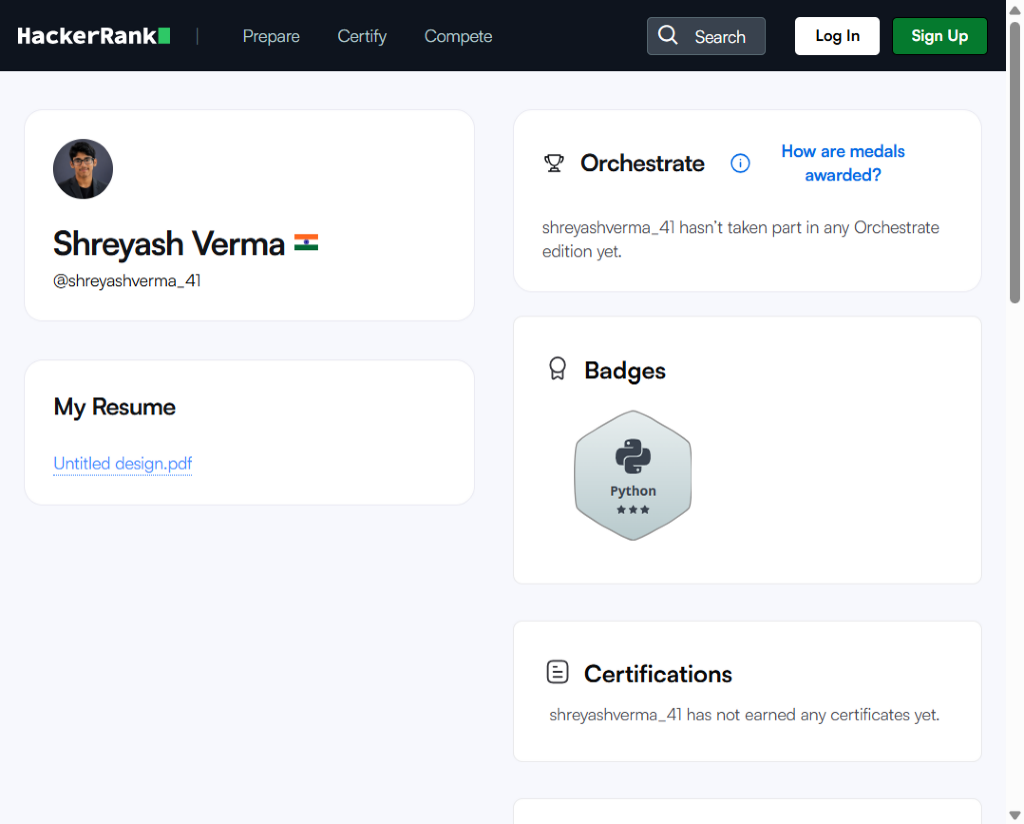 HackerRank
Prepare
Certify
Compete
Search
Log In
Sign Up
Shreyash Verma
@shreyashverma_41
My Resume
Untitled design.pdf
Orchestrate
How are medals
awarded?
shreyashverma_41 hasn't taken part in any Orchestrate
edition yet.
Badges
Python
Certifications
shreyashverma_41 has not earned any certificates yet.